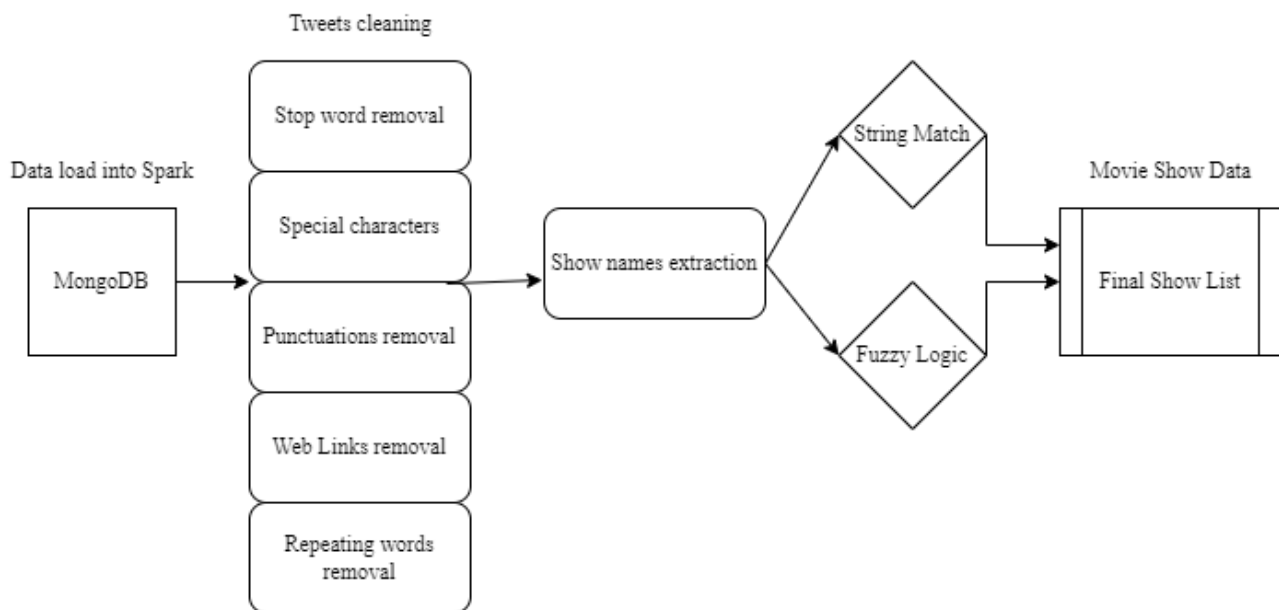 Tweets cleaning
Stop word removal
Data load into Spark
MongoDB
Special characters
Punctuations removal
Web Links removal
Repeating words
removal
Show names extraction
String Match
Fuzzy Logic
Movie Show Data
Final Show List